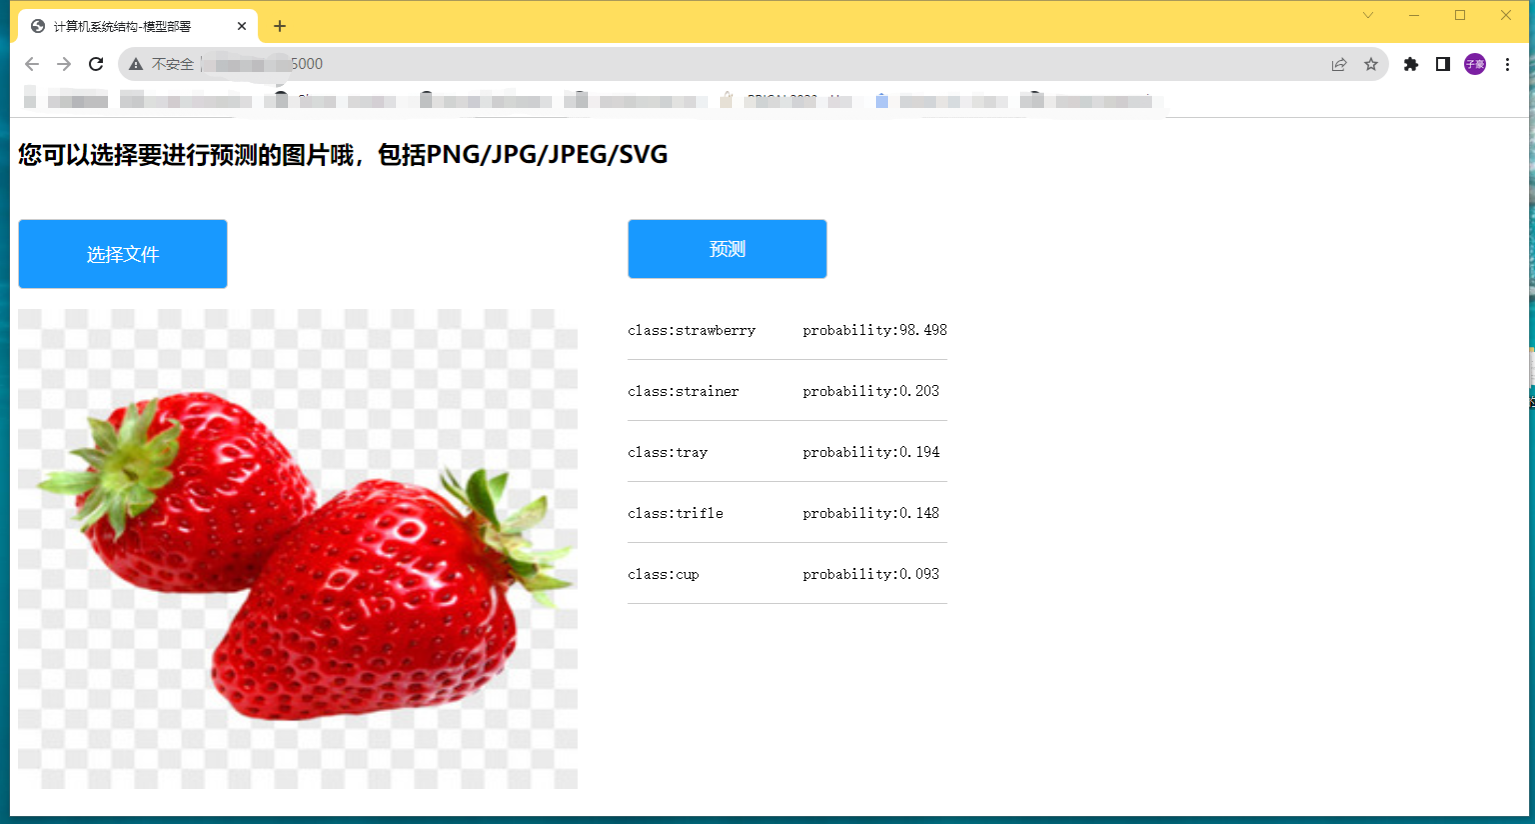 计算机系统结构-模型部署
不安全
5000
子豪
您可以选择要进行预测的图片哦，包括PNG/JPG/JPEG/SVG
选择文件
预测
class:strawberry probability:98.498
class:strainer probability:0.203
class:tray probability:0.194
class:trifle probability:0.148
class:cup probability:0.093